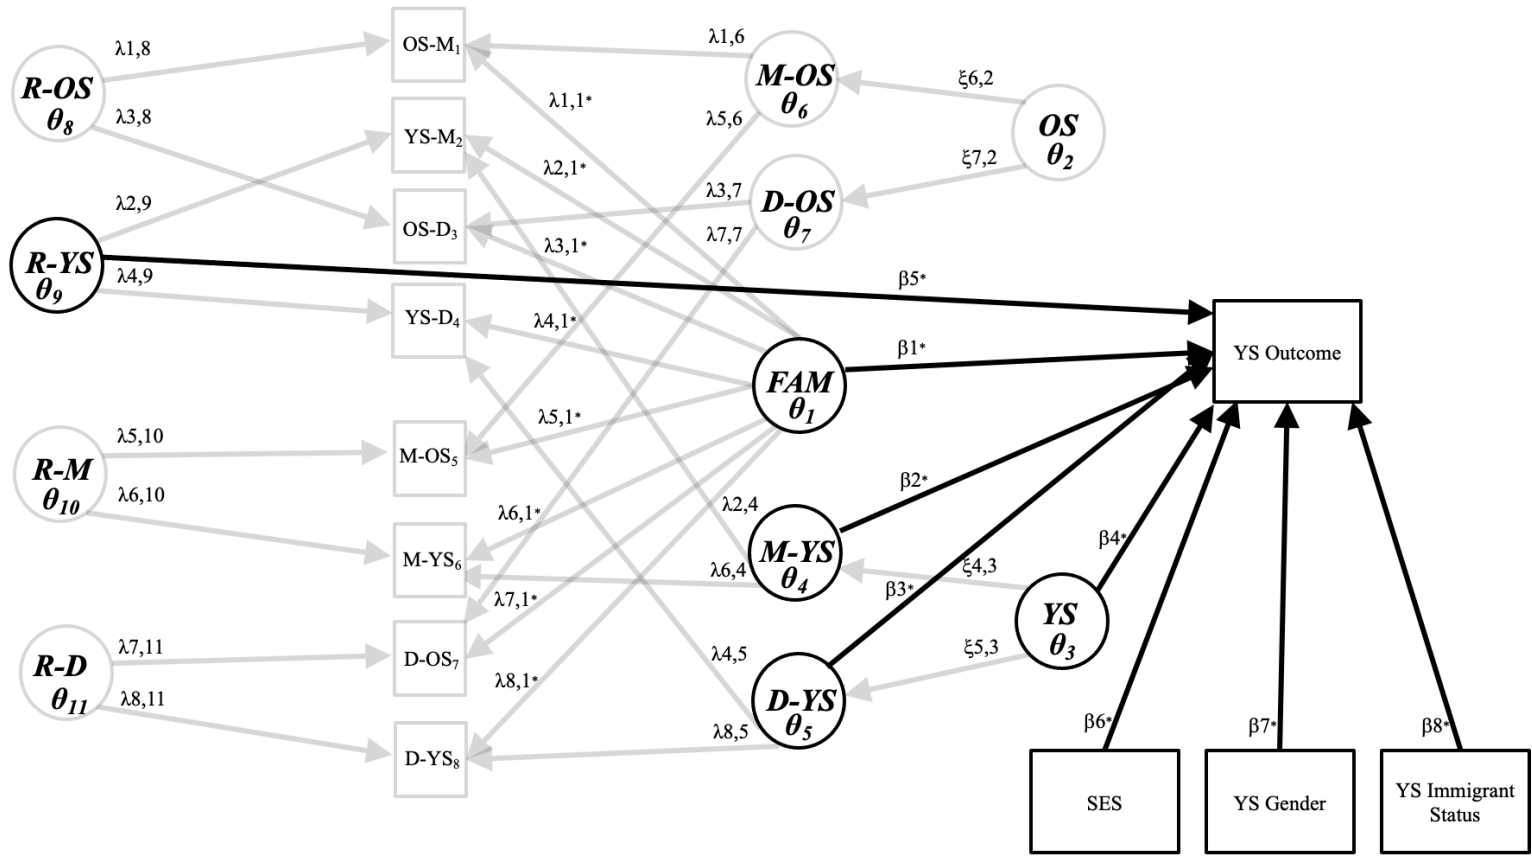 λ1,8
OS-M₁
λ1,6
R-OS
θ₈
M-OS
θ₆
ξ6,2
OS
θ₂
λ3,8
λ1,1*
λ5,6
YS-M₂
λ2,1*
ξ7,2
λ3,7
D-OS
θ₇
λ2,9
OS-D₃
λ7,7
λ3,1*
R-YS
θ₉
λ4,9
β5*
YS-D₄
λ4,1*
β1*
YS Outcome
FAM
θ₁
λ5,1*
λ5,10
M-OS₅
R-M
θ₁₀
λ6,10
β2*
λ6,1*
λ2,4
M-YS
θ₄
β4*
M-YS₆
λ6,4
ξ4,3
β3*
λ7,1*
YS
θ₃
λ7,11
D-OS₇
λ4,5
ξ5,3
R-D
θ₁₁
λ8,1*
λ8,11
D-YS
θ₅
λ8,5
β6*
β7*
β8*
D-YS₈
SES
YS Gender
YS Immigrant
Status